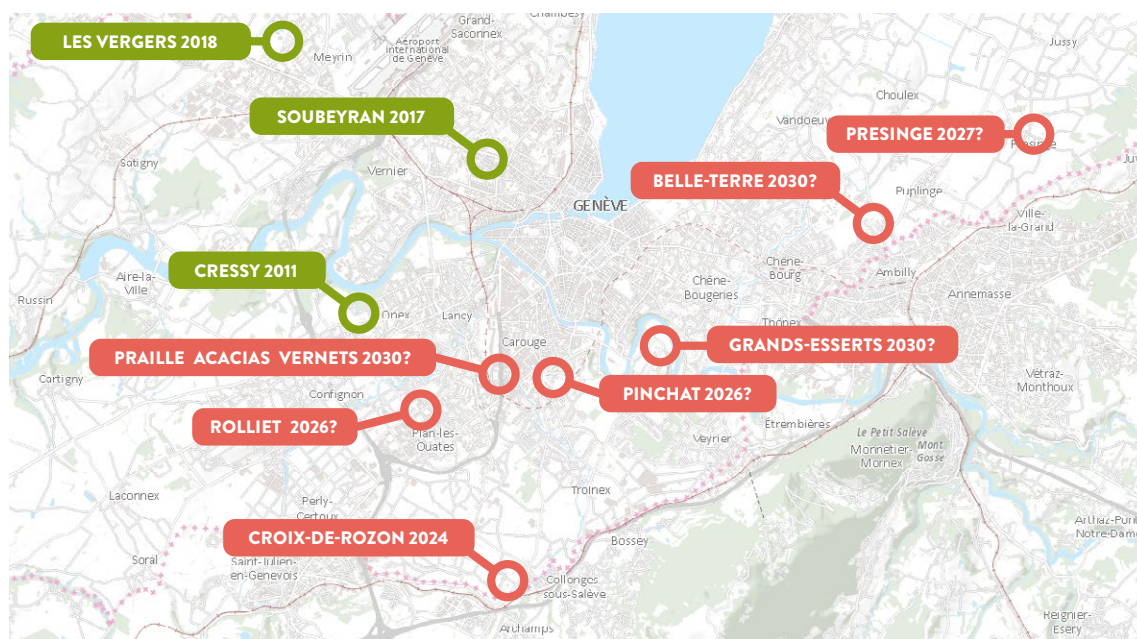 Chambésy
Grand-
Saconnex
LES VERGERS 2018
Meyrin
Aéroport
international
de Genève
Jussy
Choulex
SOUBEYRAN 2017
Vandoeuvres
PRESINGE 2027?
Presinge
Satigny
Vernier
BELLE-TERRE 2030?
Puplinge
GENÈVE
Ville-
la-Grand
CRESSY 2011
Aire-la-
Ville
Chêne-
Bourg
Ambilly
Chêne-
Bougeries
Annemasse
Russin
Onex
Lancy
Thônex
Carouge
PRAILLE ACACIAS VERNETS 2030?
GRANDS-ESSERTS 2030?
Cartigny
Vétraz-
Monthoux
Confignon
PINCHAT 2026?
ROLLIET 2026?
Plan-les-
Ouates
Etrembières
Veyrier
Le Petit Salève
Mont
Gosse
Monnetier-
Mornex
Laconnex
Troinex
Perly-
Certoux
CROIX-DE-ROZON 2024
Bossey
Soral
Saint-Julien-
en-Genevois
Collonges
sous-Salève
Notre-Dame
Archamps
Reignier-
Esery